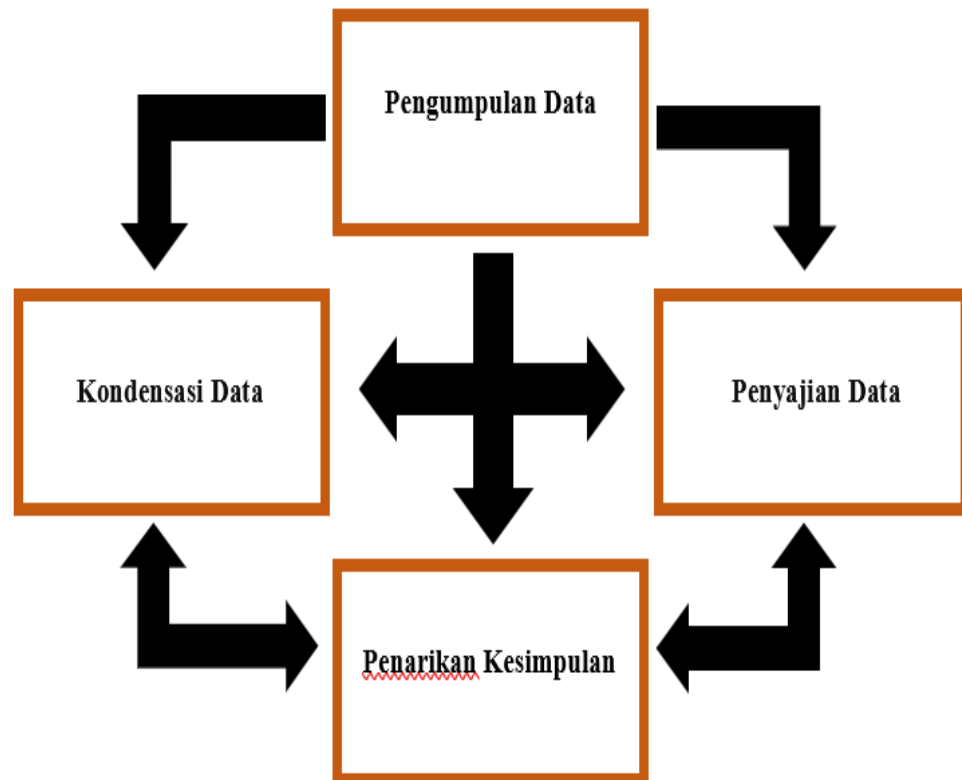 Pengumpulan Data
Kondensasi Data
Penyajian Data
Penarikan Kesimpulan